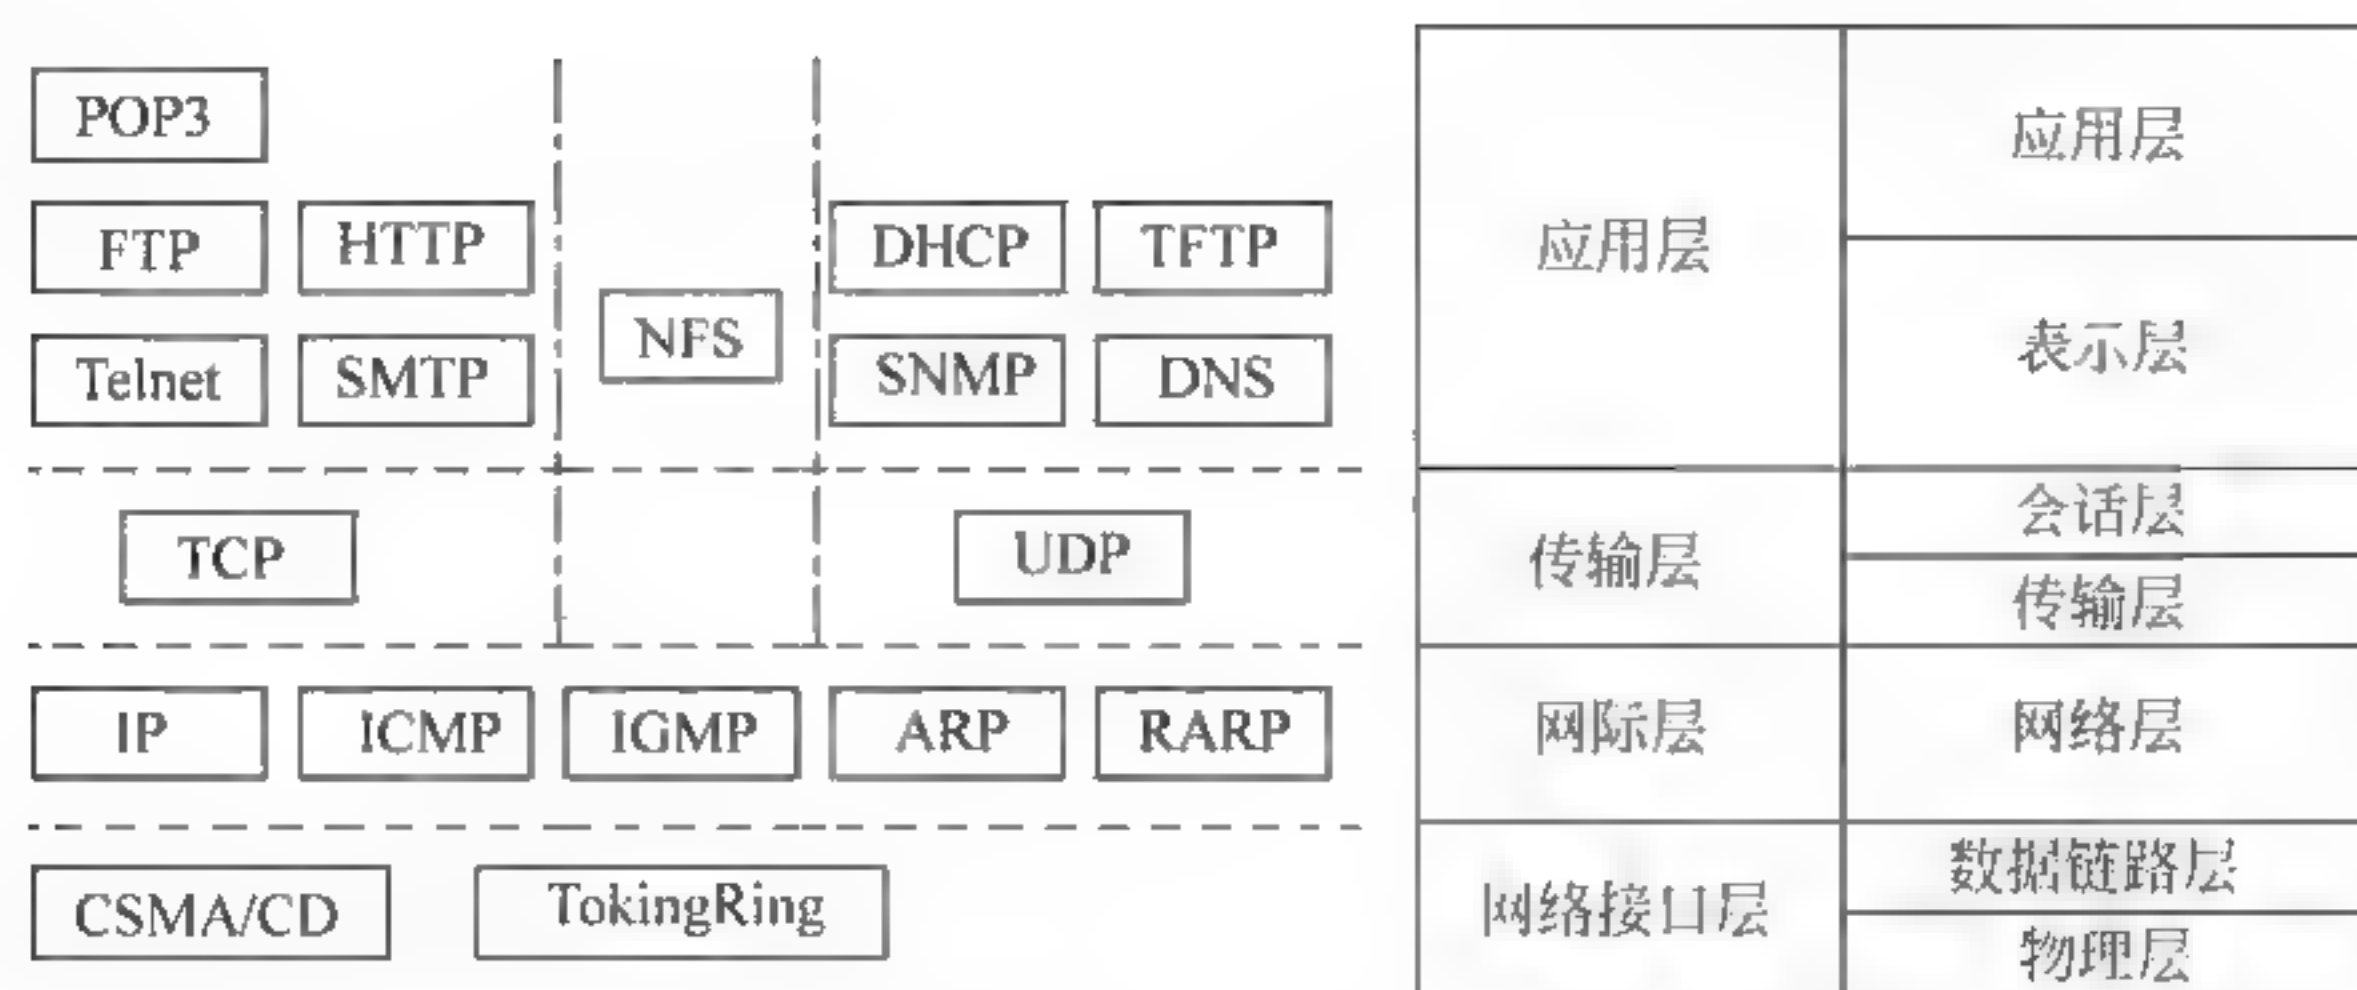 POP3
FTP HTTP DHCP TFTP
NFS
Telnet SMTP SNMP DNS
TCP UDP
IP ICMP IGMP ARP RARP
CSMA/CD TokingRing
应用层
传输层
网际层
网络接口层
应用层
表示层
会话层
传输层
网络层
数据链路层
物理层